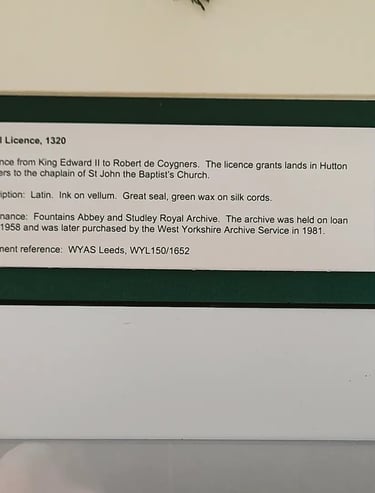 l Licence, 1320
nce from King Edward II to Robert de Coygners. The licence grants lands in Hutton
ers to the chaplain of St John the Baptist's Church.
iption: Latin. Ink on vellum. Great seal, green wax on silk cords.
nance: Fountains Abbey and Studley Royal Archive. The archive was held on loan
1958 and was later purchased by the West Yorkshire Archive Service in 1981.
nent reference: WYAS Leeds, WYL150/1652